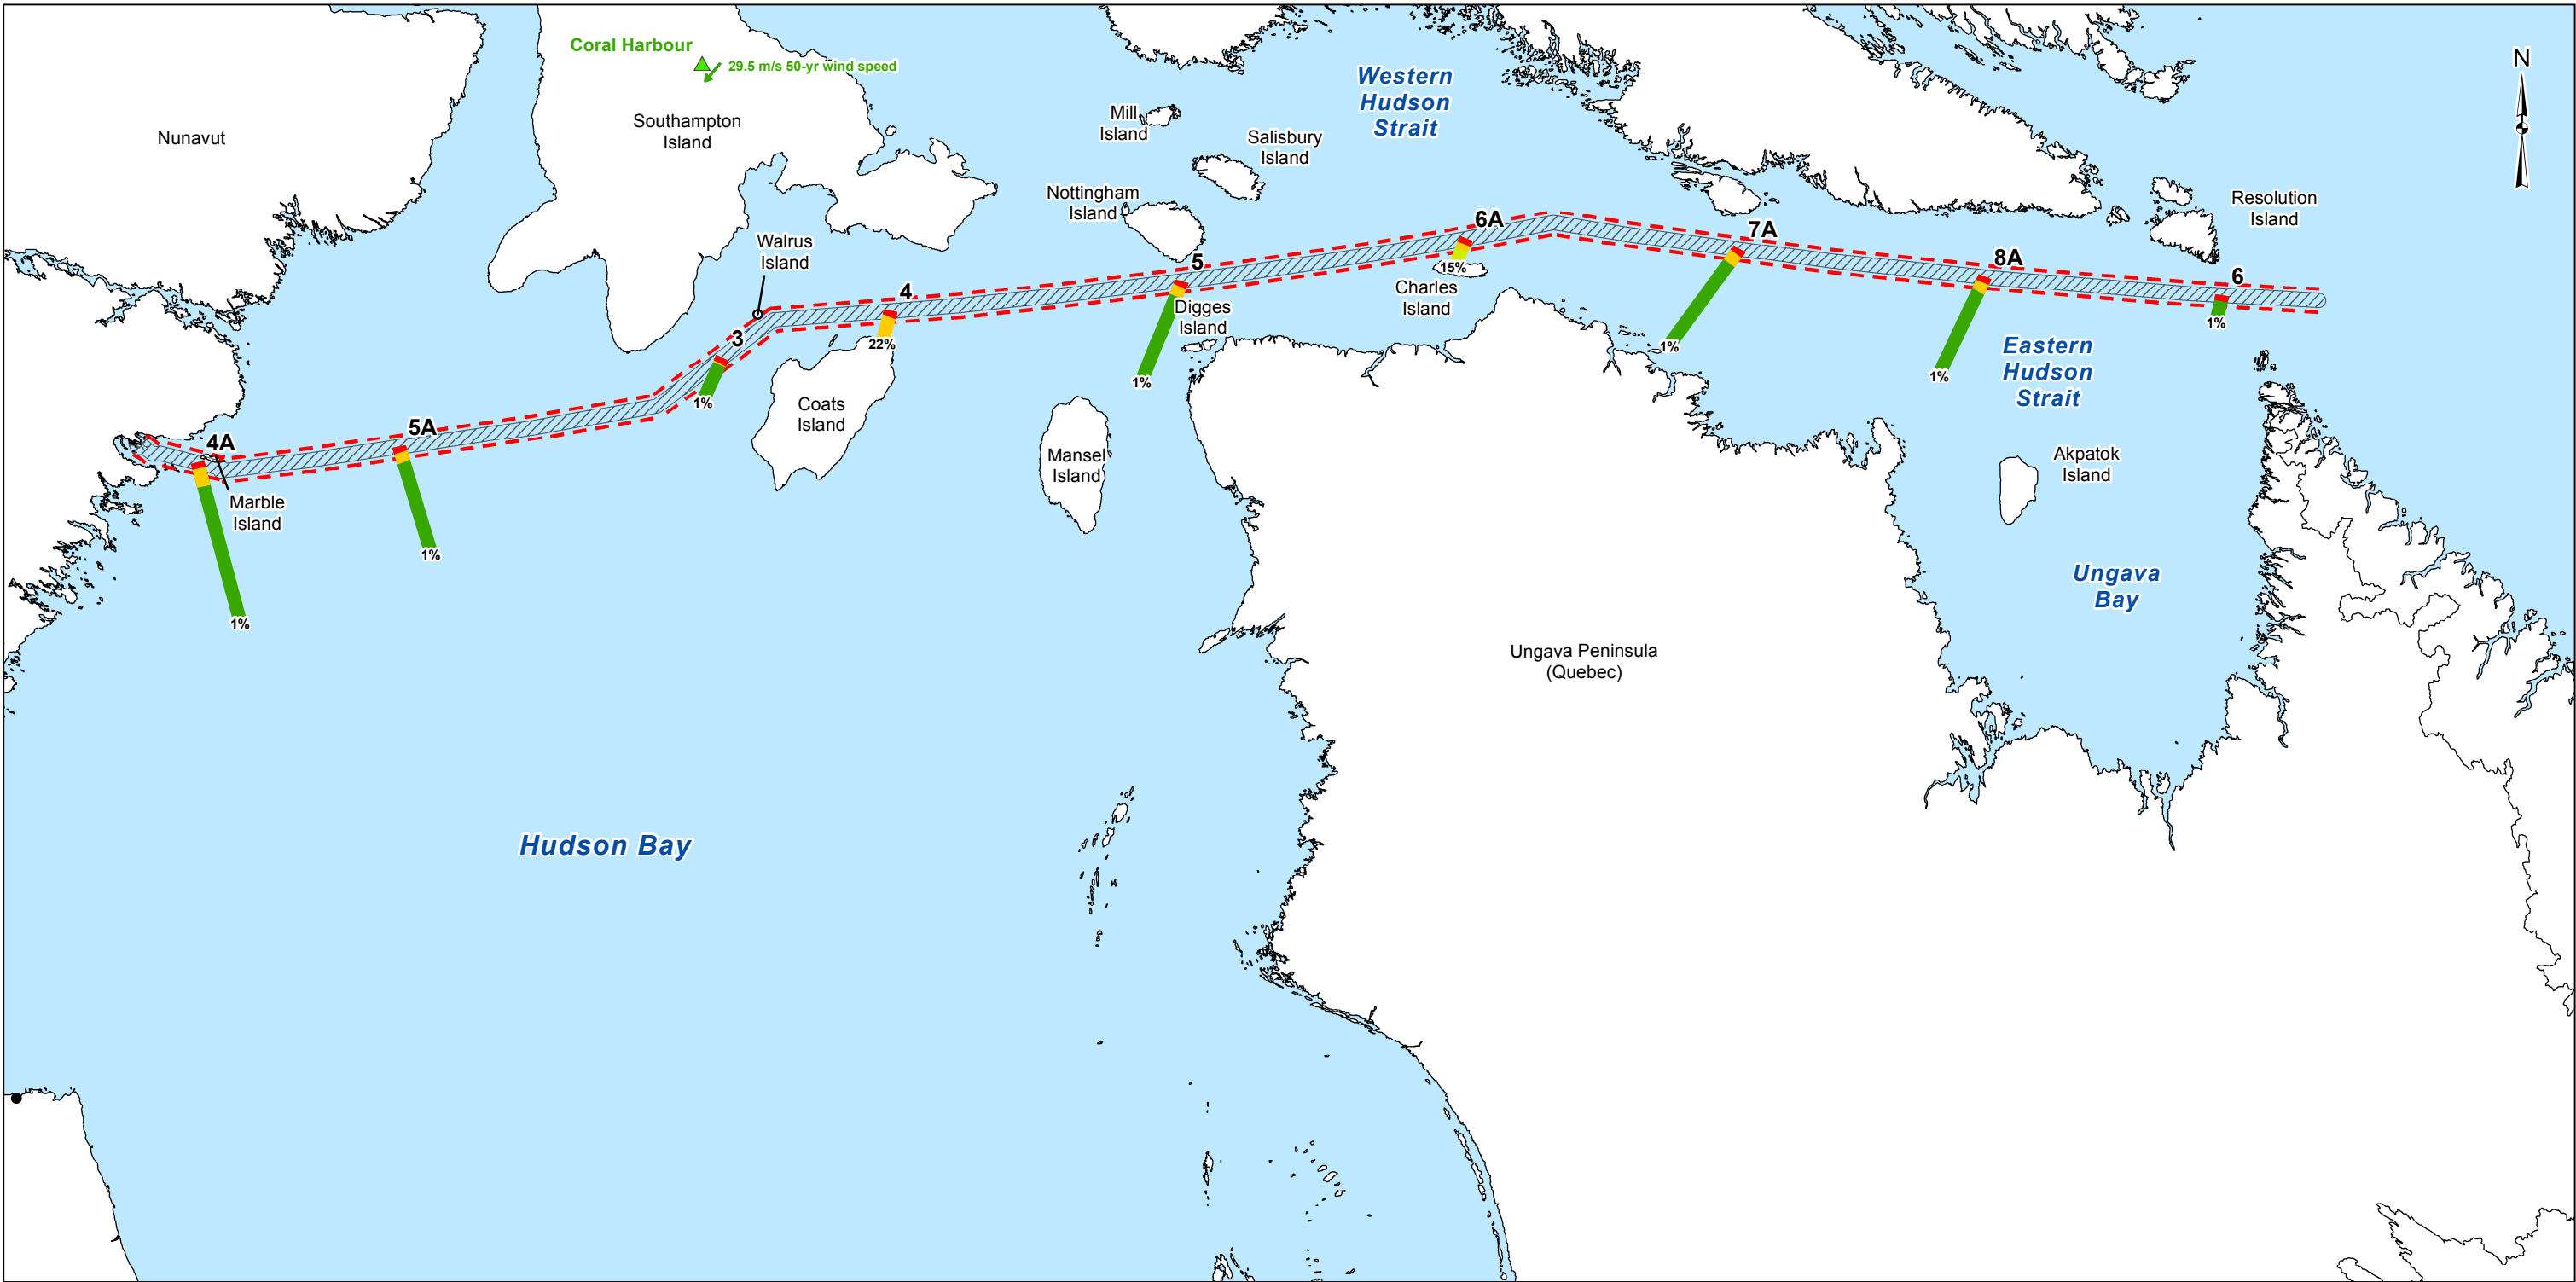 Coral Harbour
29.5 m/s 50-yr wind speed
N
Western
Hudson
Strait
Mill
Island
Southampton
Island
Nunavut
Salisbury
Island
Nottingham
Island
Resolution
Island
Walrus
Island
6A
7A
8A
5
6
4
3
15%
Charles
Island
Digges
Island
22%
1%
1%
1%
1%
1%
Eastern
Hudson
Strait
Coats
Island
5A
4A
Mansel
Island
Akpatok
Island
Marble
Island
1%
1%
Ungava
Bay
Ungava Peninsula
(Quebec)
Hudson Bay